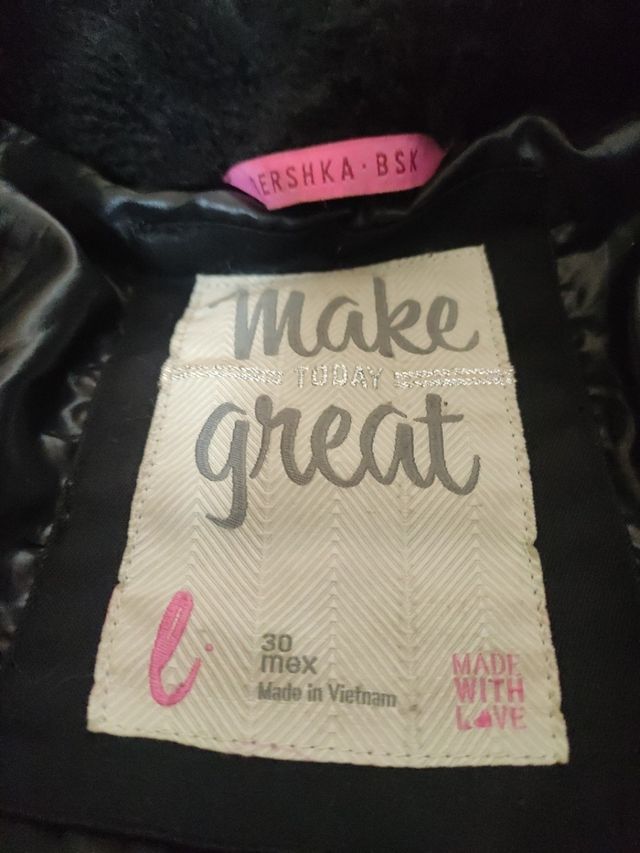 ERSHKA · BSK
make
TODAY
great
l.
30
mex
Made in Vietnam
MADE
WITH
LOVE